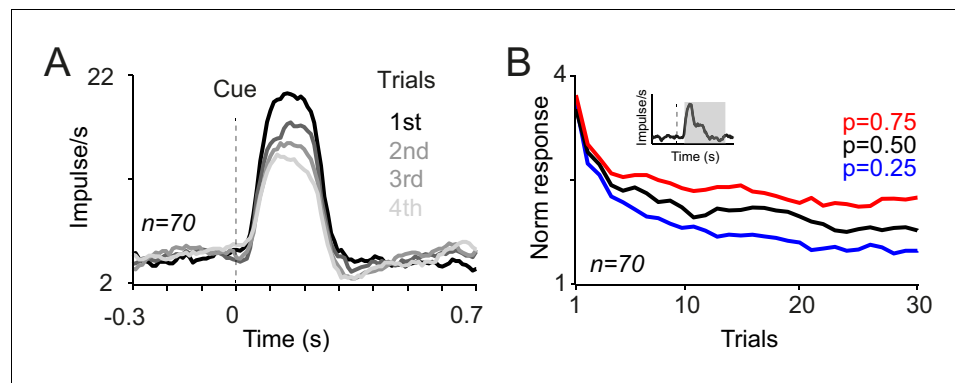 A
22
Impulse/s
2
Cue
Trials
1st
2nd
3rd
4th
n=70
-0.3
0
0.7
Time (s)
B
4
Norm response
1
Impulse/s
Time (s)
p=0.75
p=0.50
p=0.25
n=70
1
10
20
30
Trials